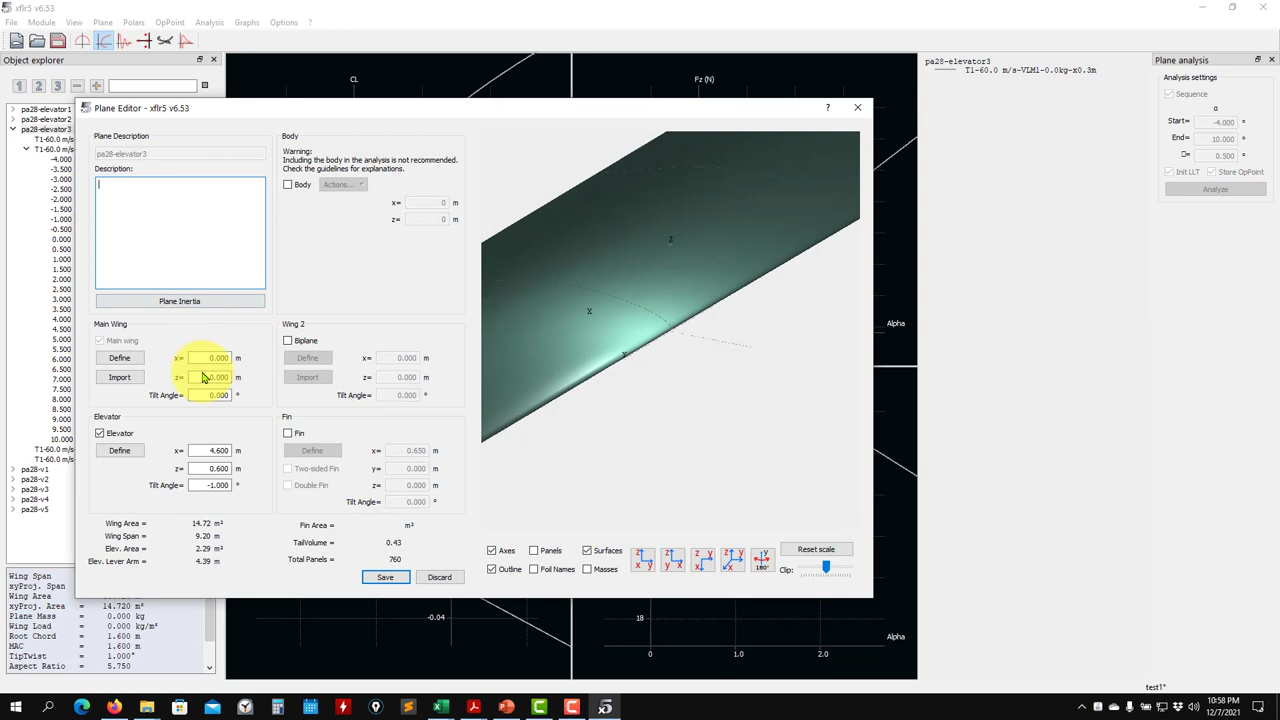 xflr5 v6.53
File Module View Plane Polars OpPoint Analysis Graphs Options ?
Object explorer
1 2 3
pa28-elevator1
pa28-elevator2
pa28-elevator3
T1-60.0 m/s
T1-60.0 m/s
-4.000
-3.500
-3.000
-2.500
-2.000
-1.500
-1.000
-0.500
0.000
0.500
1.000
1.500
2.000
2.500
3.000
3.500
4.000
4.500
5.000
5.500
6.000
6.500
7.000
7.500
8.000
8.500
9.000
9.500
10.000
T1-60.0 m/s
pa28-v1
pa28-v2
pa28-v3
pa28-v4
pa28-v5
Wing Span
xyProj. Span
Wing Area
xyProj. Area = 14.720 m²
Plane Mass = 0.000 kg
Wing Load = 0.000 kg/m²
Root Chord = 1.600 m
MAC = 1.600 m
TipTwist = 1.000°
Aspect Ratio = 5.750
CL
Fz (N)
Alpha
-0.04
18
Alpha
0 1.0 2.0
Plane Editor - xflr5 v6.53
?
Plane Description
pa28-elevator3
Description:
Plane Inertia
Body
Warning:
Including the body in the analysis is not recommended.
Check the guidelines for explanations.
Body Actions...
x= 0 m
z= 0 m
Main Wing
Main wing
Define x= 0.000 m
Import z= 0.000 m
Tilt Angle= 0.000 °
Wing 2
Biplane
Define x= 0.000 m
Import z= 0.000 m
Tilt Angle= 0.000 °
Elevator
Elevator
Define x= 4.600 m
z= 0.600 m
Tilt Angle= -1.000 °
Fin
Fin
Define x= 0.650 m
Two-sided Fin y= 0.000 m
Double Fin z= 0.000 m
Tilt Angle= 0.000 °
Wing Area = 14.72 m²
Wing Span = 9.20 m
Elev. Area = 2.29 m²
Elev. Lever Arm = 4.39 m
Fin Area = m²
TailVolume = 0.43
Total Panels = 760
Save Discard
Z
X
Y
Axes Panels Surfaces
Outline Foil Names Masses
Reset scale
Clip:
pa28-elevator3
T1-60.0 m/s-VLM1-0.0kg-x0.3m
Plane analysis
Analysis settings
Sequence
α
Start= -4.000 °
End= 10.000 °
0.500 °
Init LLT Store OpPoint
Analyze
test1*
10:58 PM
12/7/2021